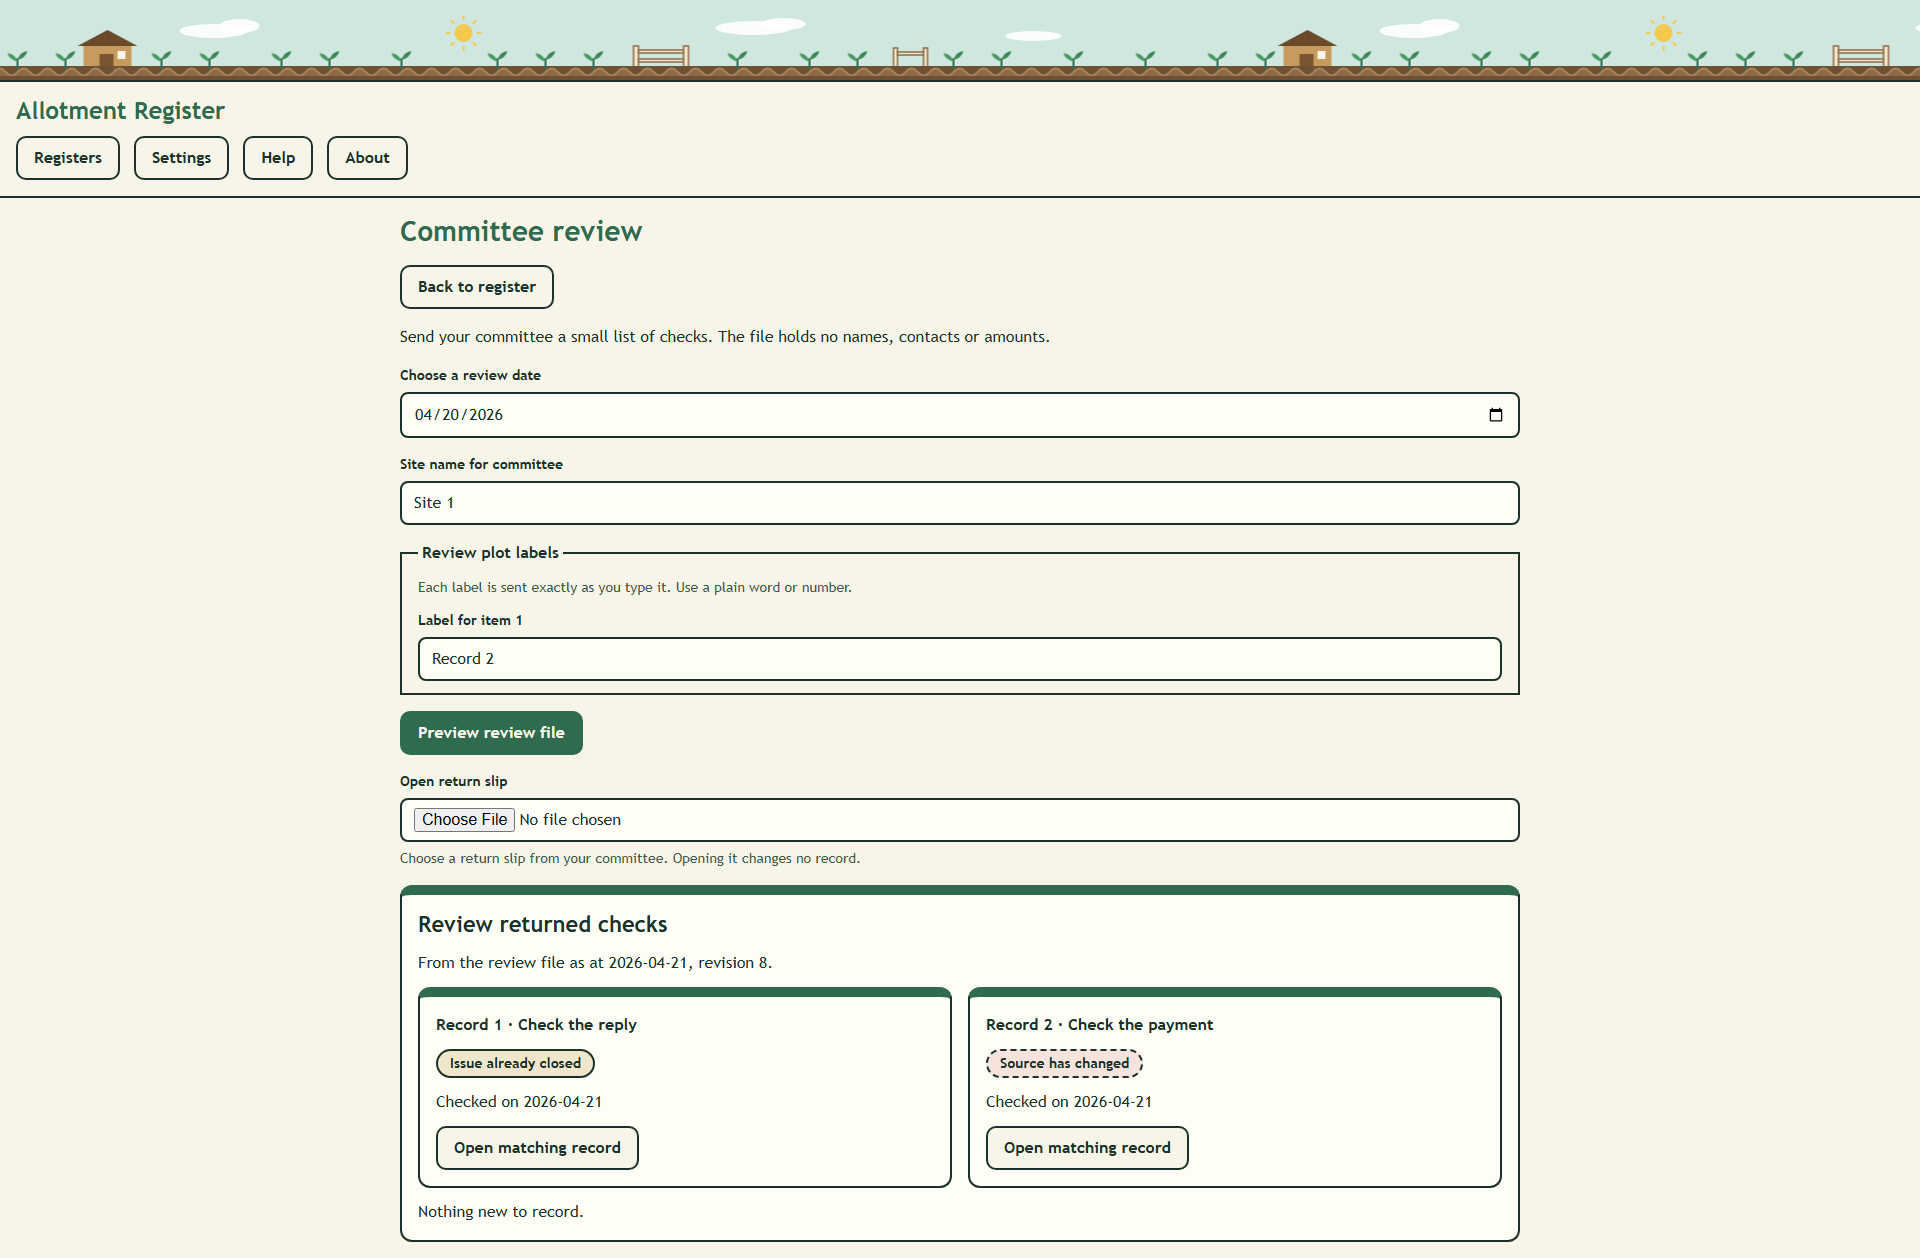 Allotment Register
Registers
Settings
Help
About
Committee review
Back to register
Send your committee a small list of checks. The file holds no names, contacts or amounts.
Choose a review date
04/20/2026
Site name for committee
Site 1
Review plot labels
Each label is sent exactly as you type it. Use a plain word or number.
Label for item 1
Record 2
Preview review file
Open return slip
Choose File No file chosen
Choose a return slip from your committee. Opening it changes no record.
Review returned checks
From the review file as at 2026-04-21, revision 8.
Record 1 · Check the reply
Issue already closed
Checked on 2026-04-21
Open matching record
Record 2 · Check the payment
Source has changed
Checked on 2026-04-21
Open matching record
Nothing new to record.